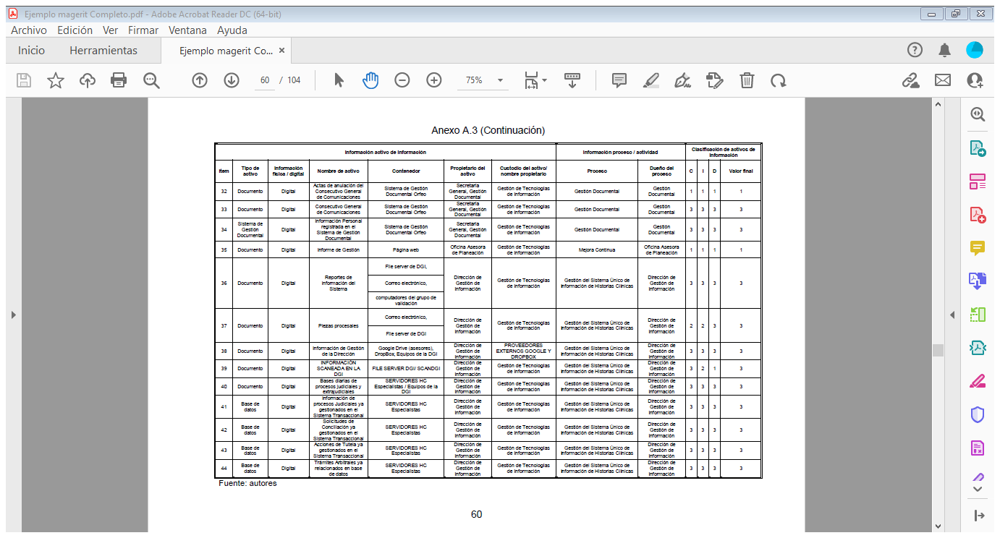 Ejemplo magerit Completo.pdf - Adobe Acrobat Reader DC (64-bit)
Archivo Edición Ver Firmar Ventana Ayuda
Inicio Herramientas Ejemplo magerit Co... ×
60 / 104 75%
Anexo A.3 (Continuación)
Información activo de información Información proceso / actividad Clasificación de activos de información
Item Tipo de activo Información física / digital Nombre de activo Contenedor Propietario del activo Custodio del activo/ nombre propietario Proceso Dueño del proceso C I D Valor final
32 Documento Digital Actas de anulación del Consecutivo General de Comunicaciones Sistema de Gestión Documental Orfeo Secretaria General, Gestión Documental Gestión de Tecnologías de Información Gestión Documental Gestión Documental 1 1 1 1
33 Documento Digital Consecutivo General de Comunicaciones Sistema de Gestión Documental Orfeo Secretaria General, Gestión Documental Gestión de Tecnologías de Información Gestión Documental Gestión Documental 3 3 3 3
34 Sistema de Gestión Documental Digital Información Personal registrada en el Sistema de Gestión Documental Sistema de Gestión Documental Orfeo Secretaria General, Gestión Documental Gestión de Tecnologías de Información Gestión Documental Gestión Documental 3 3 3 3
35 Documento Digital Informe de Gestión Página web Oficina Asesora de Planeación Gestión de Tecnologías de Información Mejora Continua Oficina Asesora de Planeación 1 1 1 1
36 Documento Digital Reportes de Información del Sistema File server de DGI, Correo electrónico, computadores del grupo de validación Dirección de Gestión de Información Gestión de Tecnologías de Información Gestión del Sistema Único de Información de Historias Clínicas Dirección de Gestión de Información 3 3 3 3
37 Documento Digital Piezas procesales Correo electrónico, File server de DGI Dirección de Gestión de Información Gestión de Tecnologías de Información Gestión del Sistema Único de Información de Historias Clínicas Dirección de Gestión de Información 2 2 3 3
38 Documento Digital Información de Gestión de la Dirección Google Drive (asesores), DropBox, Equipos de la DGI Dirección de Gestión de Información PROVEEDORES EXTERNOS GOOGLE Y DROPBOX Gestión del Sistema Único de Información de Historias Clínicas Dirección de Gestión de Información 3 3 3 3
39 Documento Digital INFORMACIÓN SCANEADA EN LA DGI FILE SERVER DGI/ SCANDGI Dirección de Gestión de Información Gestión de Tecnologías de Información Gestión del Sistema Único de Información de Historias Clínicas Dirección de Gestión de Información 3 2 1 3
40 Documento Digital Bases diarias de procesos judiciales y extrajudiciales SERVIDORES HC Especialistas / Equipos de la DGI Dirección de Gestión de Información Gestión de Tecnologías de Información Gestión del Sistema Único de Información de Historias Clínicas Dirección de Gestión de Información 3 3 3 3
41 Base de datos Digital Información de procesos Judiciales ya gestionados en el Sistema Transaccional SERVIDORES HC Especialistas Dirección de Gestión de Información Gestión de Tecnologías de Información Gestión del Sistema Único de Información de Historias Clínicas Dirección de Gestión de Información 3 3 3 3
42 Base de datos Digital Solicitudes de Conciliación ya gestionados en el Sistema Transaccional SERVIDORES HC Especialistas Dirección de Gestión de Información Gestión de Tecnologías de Información Gestión del Sistema Único de Información de Historias Clínicas Dirección de Gestión de Información 3 3 3 3
43 Base de datos Digital Acciones de Tutela ya gestionados en el Sistema Transaccional SERVIDORES HC Especialistas Dirección de Gestión de Información Gestión de Tecnologías de Información Gestión del Sistema Único de Información de Historias Clínicas Dirección de Gestión de Información 3 3 3 3
44 Base de datos Digital Trámites Arbitrales ya relacionados en base de datos SERVIDORES HC Especialistas Dirección de Gestión de Información Gestión de Tecnologías de Información Gestión del Sistema Único de Información de Historias Clínicas Dirección de Gestión de Información 3 3 3 3
Fuente: autores
60